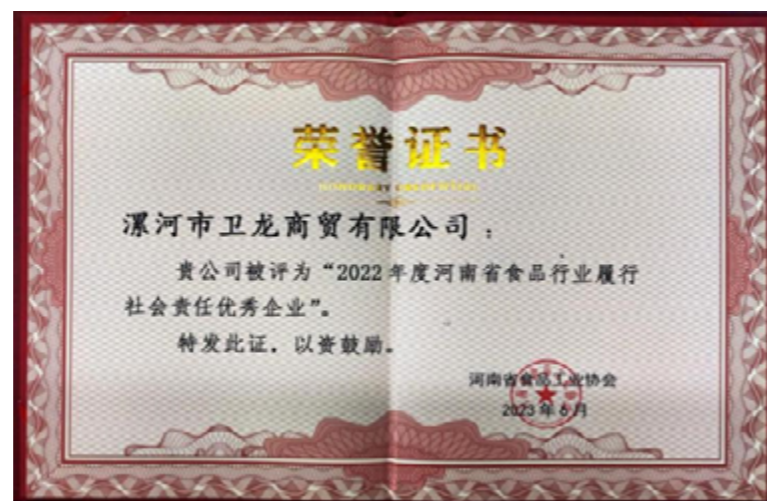 荣誉证书
漯河市卫龙商贸有限公司：
贵公司被评为“2022年度河南省食品行业履行
社会责任优秀企业”。
特发此证，以资鼓励。
河南省食品工业协会
2023年6月